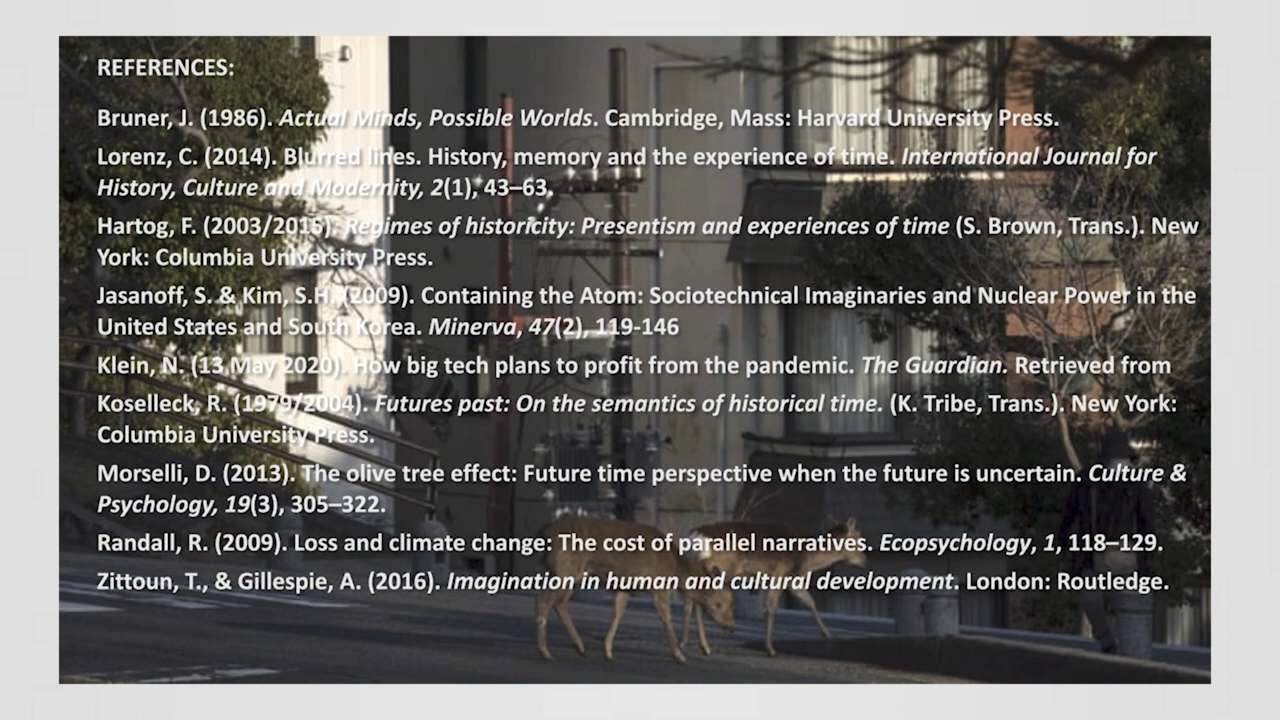 REFERENCES:
Bruner, J. (1986). Actual Minds, Possible Worlds. Cambridge, Mass: Harvard University Press.
Lorenz, C. (2014). Blurred lines. History, memory and the experience of time. International Journal for
History, Culture and Modernity, 2(1), 43–63.
Hartog, F. (2003/2015). Regimes of historicity: Presentism and experiences of time (S. Brown, Trans.). New
York: Columbia University Press.
Jasanoff, S. & Kim, S.H. (2009). Containing the Atom: Sociotechnical Imaginaries and Nuclear Power in the
United States and South Korea. Minerva, 47(2), 119-146
Klein, N. (13 May 2020). How big tech plans to profit from the pandemic. The Guardian. Retrieved from
Koselleck, R. (1979/2004). Futures past: On the semantics of historical time. (K. Tribe, Trans.). New York:
Columbia University Press.
Morselli, D. (2013). The olive tree effect: Future time perspective when the future is uncertain. Culture &
Psychology, 19(3), 305–322.
Randall, R. (2009). Loss and climate change: The cost of parallel narratives. Ecopsychology, 1, 118–129.
Zittoun, T., & Gillespie, A. (2016). Imagination in human and cultural development. London: Routledge.